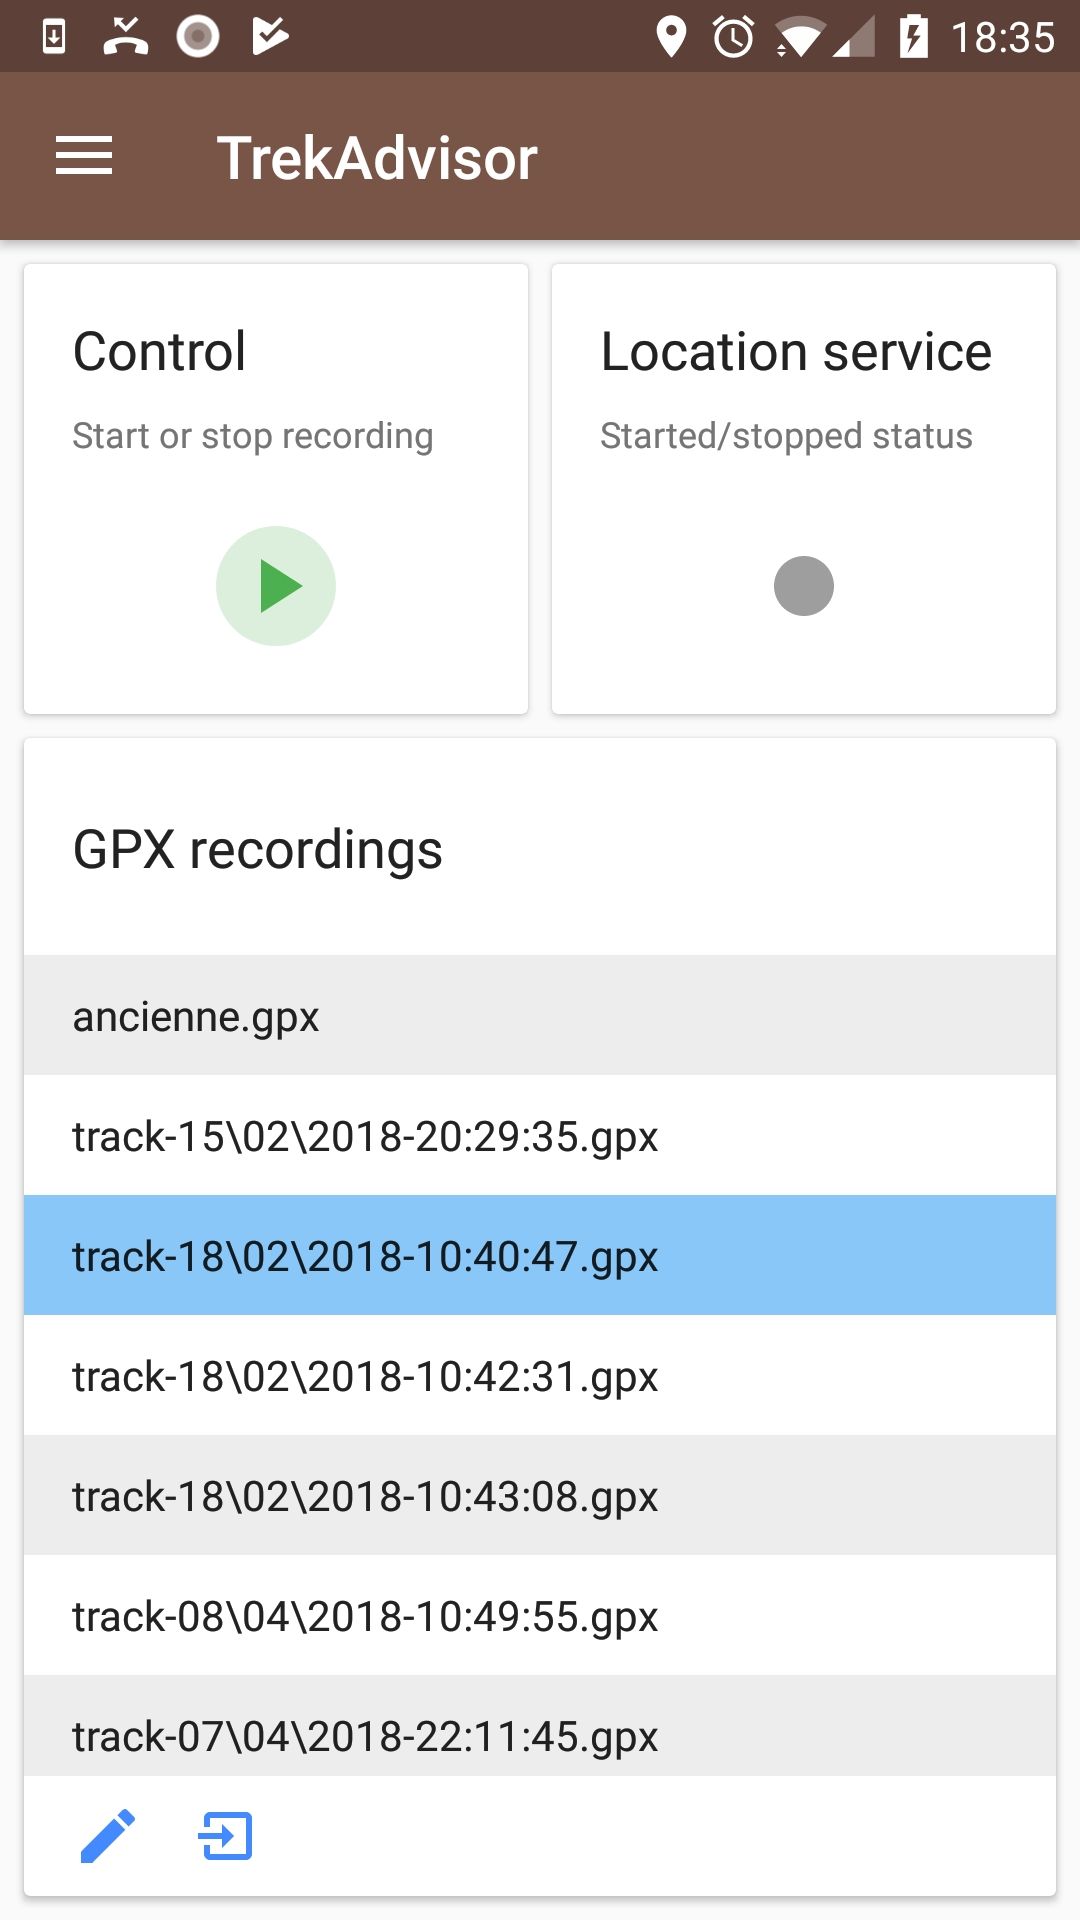 18:35
TrekAdvisor
Control
Start or stop recording
Location service
Started/stopped status
GPX recordings
ancienne.gpx
track-15\02\2018-20:29:35.gpx
track-18\02\2018-10:40:47.gpx
track-18\02\2018-10:42:31.gpx
track-18\02\2018-10:43:08.gpx
track-08\04\2018-10:49:55.gpx
track-07\04\2018-22:11:45.gpx